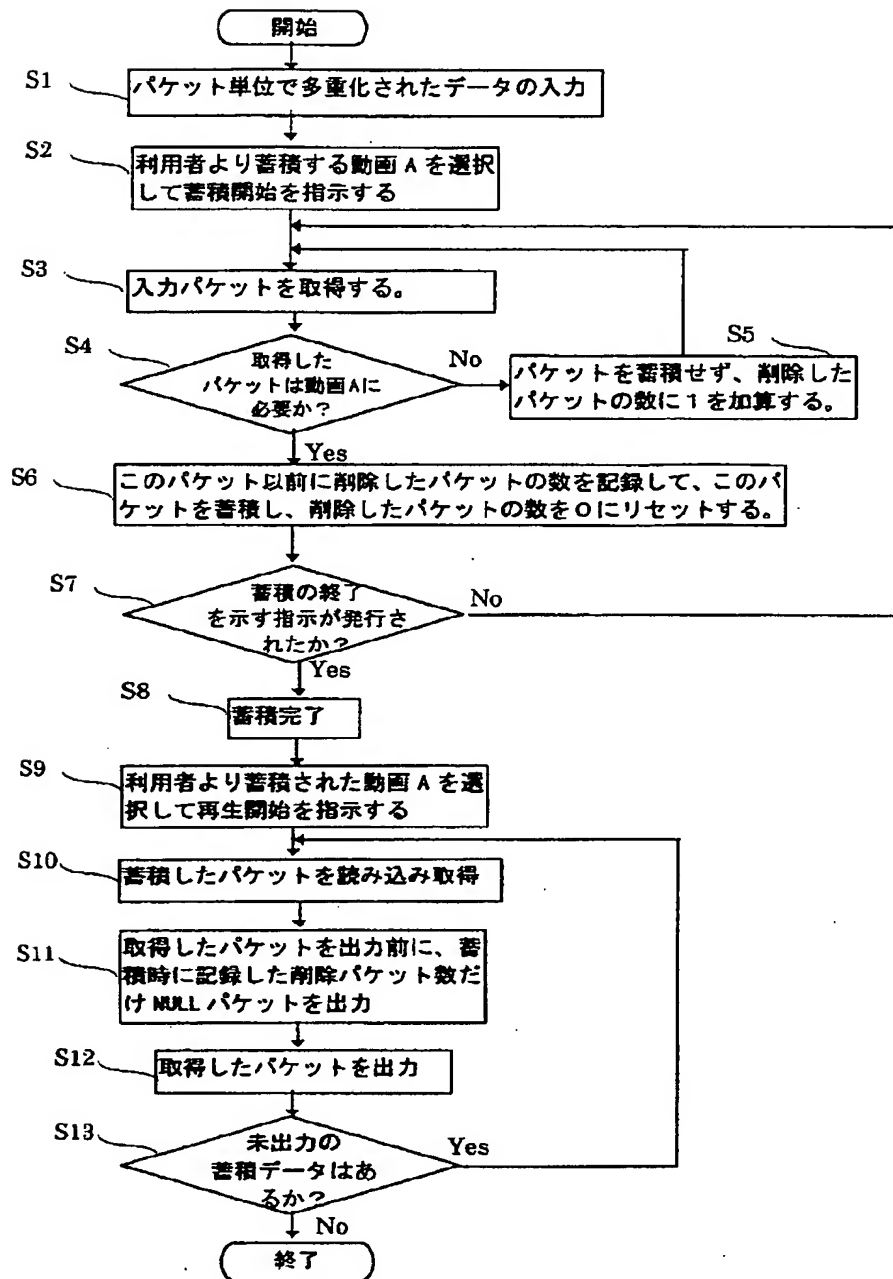 開始
S1
パケット単位で多重化されたデータの入力
S2
利用者より蓄積する動画 A を選択
して蓄積開始を指示する
S3
入力パケットを取得する。
S4
取得した
パケットは動画Aに
必要か?
No
S5
パケットを蓄積せず、削除した
パケットの数に1を加算する。
Yes
S6
このパケット以前に削除したパケットの数を記録して、このパ
ケットを蓄積し、削除したパケットの数を0にリセットする。
S7
蓄積の終了
を示す指示が発行さ
れたか?
No
Yes
S8
蓄積完了
S9
利用者より蓄積された動画 A を選
択して再生開始を指示する
S10
蓄積したパケットを読み込み取得
S11
取得したパケットを出力前に、蓄
積時に記録した削除パケット数だ
け NULL パケットを出力
S12
取得したパケットを出力
S13
未出力の
蓄積データはあ
るか?
Yes
No
終了